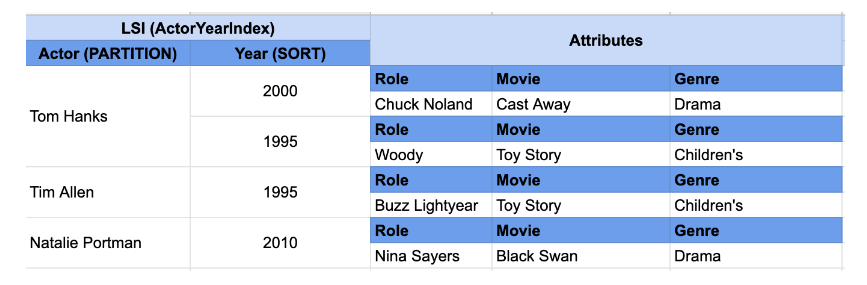 LSI (ActorYearIndex)
Attributes
Actor (PARTITION) Year (SORT)
Tom Hanks
2000
Role Movie Genre
Chuck Noland Cast Away Drama
1995
Role Movie Genre
Woody Toy Story Children's
Tim Allen
1995
Role Movie Genre
Buzz Lightyear Toy Story Children's
Natalie Portman
2010
Role Movie Genre
Nina Sayers Black Swan Drama